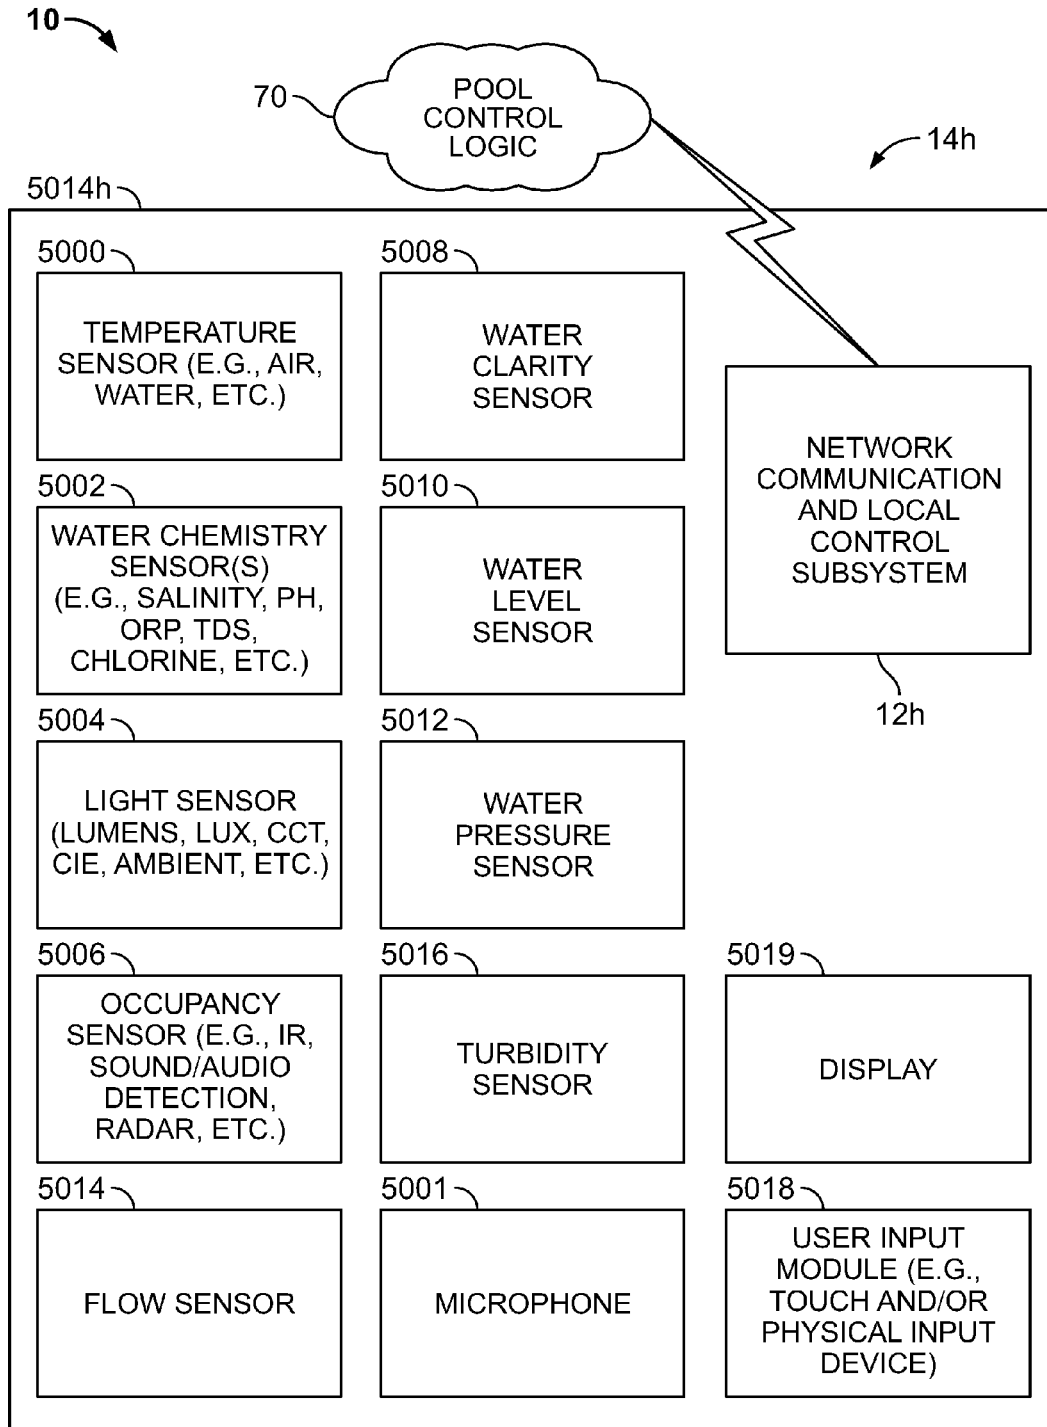 10
POOL
CONTROL
LOGIC
70
14h
5014h
5000
TEMPERATURE
SENSOR (E.G., AIR,
WATER, ETC.)
5008
WATER
CLARITY
SENSOR
NETWORK
COMMUNICATION
AND LOCAL
CONTROL
SUBSYSTEM
12h
5002
WATER CHEMISTRY
SENSOR(S)
(E.G., SALINITY, PH,
ORP, TDS,
CHLORINE, ETC.)
5010
WATER
LEVEL
SENSOR
5004
LIGHT SENSOR
(LUMENS, LUX, CCT,
CIE, AMBIENT, ETC.)
5012
WATER
PRESSURE
SENSOR
5006
OCCUPANCY
SENSOR (E.G., IR,
SOUND/AUDIO
DETECTION,
RADAR, ETC.)
5016
TURBIDITY
SENSOR
5019
DISPLAY
5014
FLOW SENSOR
5001
MICROPHONE
5018
USER INPUT
MODULE (E.G.,
TOUCH AND/OR
PHYSICAL INPUT
DEVICE)